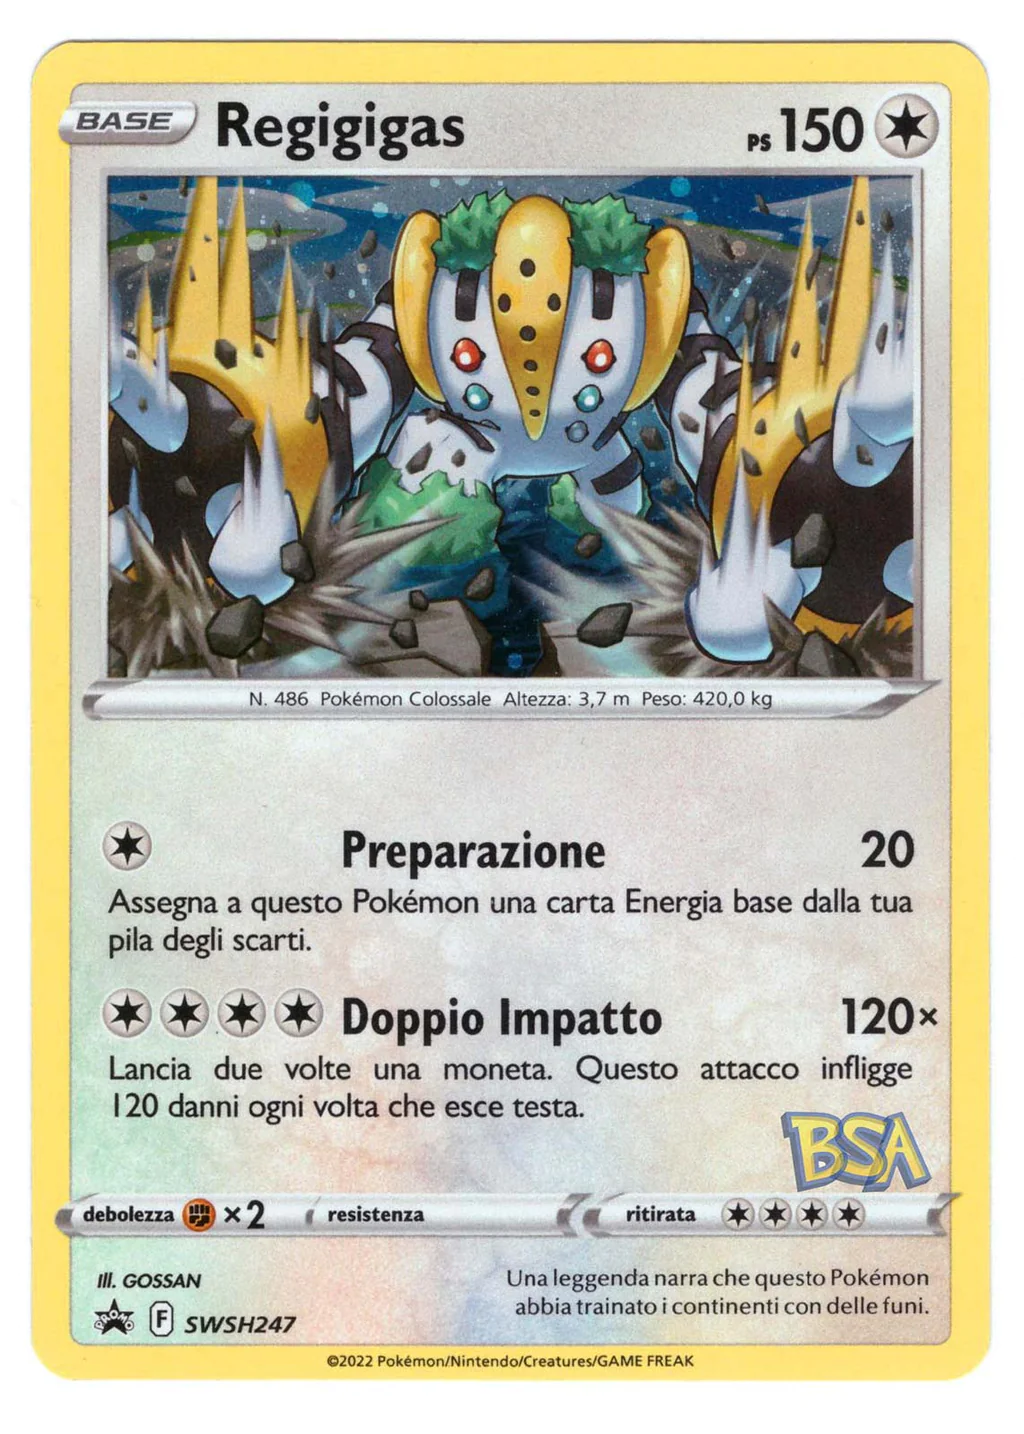 BASE Regigigas PS 150
N. 486 Pokémon Colossale Altezza: 3,7 m Peso: 420,0 kg
Preparazione 20
Assegna a questo Pokémon una carta Energia base dalla tua
pila degli scarti.
Doppio Impatto 120×
Lancia due volte una moneta. Questo attacco infligge
120 danni ogni volta che esce testa.
BSA
debolezza ×2 resistenza ritirata
Ill. GOSSAN
Una leggenda narra che questo Pokémon
abbia trainato i continenti con delle funi.
PROMO F SWSH247
©2022 Pokémon/Nintendo/Creatures/GAME FREAK